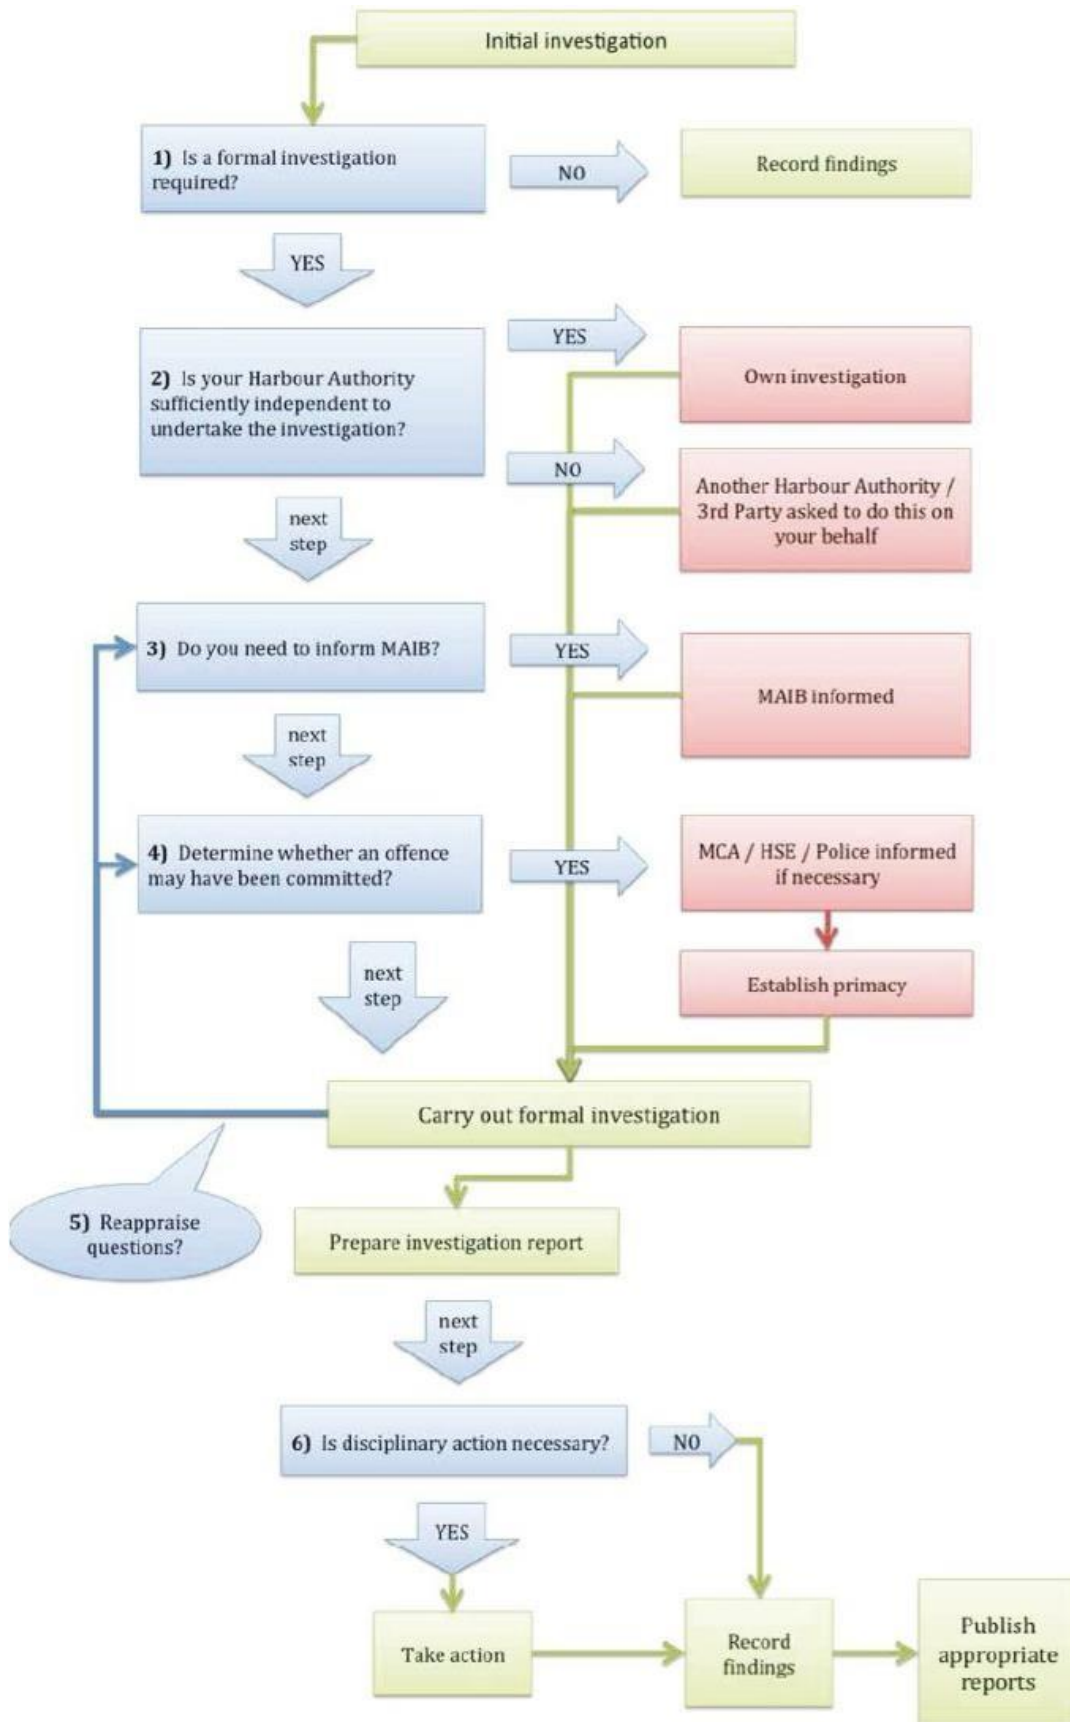 Initial investigation
1) Is a formal investigation
required?
NO
Record findings
YES
2) Is your Harbour Authority
sufficiently independent to
undertake the investigation?
YES
Own investigation
NO
Another Harbour Authority /
3rd Party asked to do this on
your behalf
next
step
3) Do you need to inform MAIB?
YES
MAIB informed
next
step
4) Determine whether an offence
may have been committed?
YES
MCA / HSE / Police informed
if necessary
Establish primacy
next
step
Carry out formal investigation
5) Reappraise
questions?
Prepare investigation report
next
step
6) Is disciplinary action necessary?
NO
YES
Take action
Record
findings
Publish
appropriate
reports